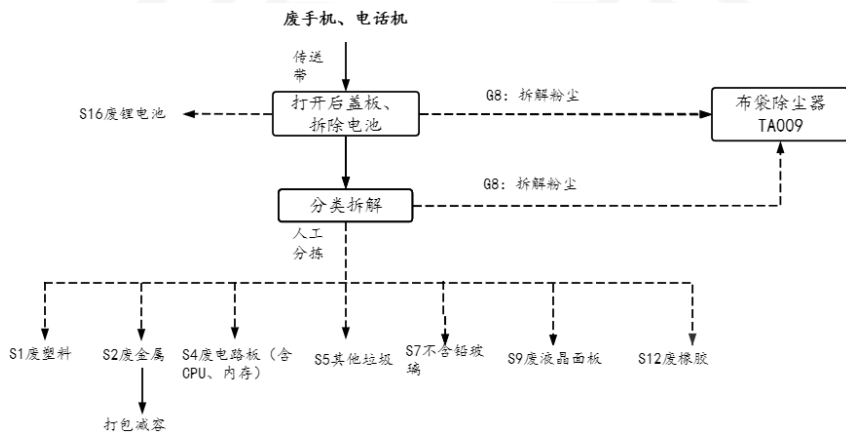 废手机、电话机
传送
带
打开后盖板、
拆除电池
S16废锂电池
G8：拆解粉尘
布袋除尘器
TA009
G8：拆解粉尘
分类拆解
人工
分拣
S1废塑料
S2废金属
S4废电路板（含
CPU、内存）
S5其他垃圾
S7不含铅玻
璃
S9废液晶面板
S12废橡胶
打包减容